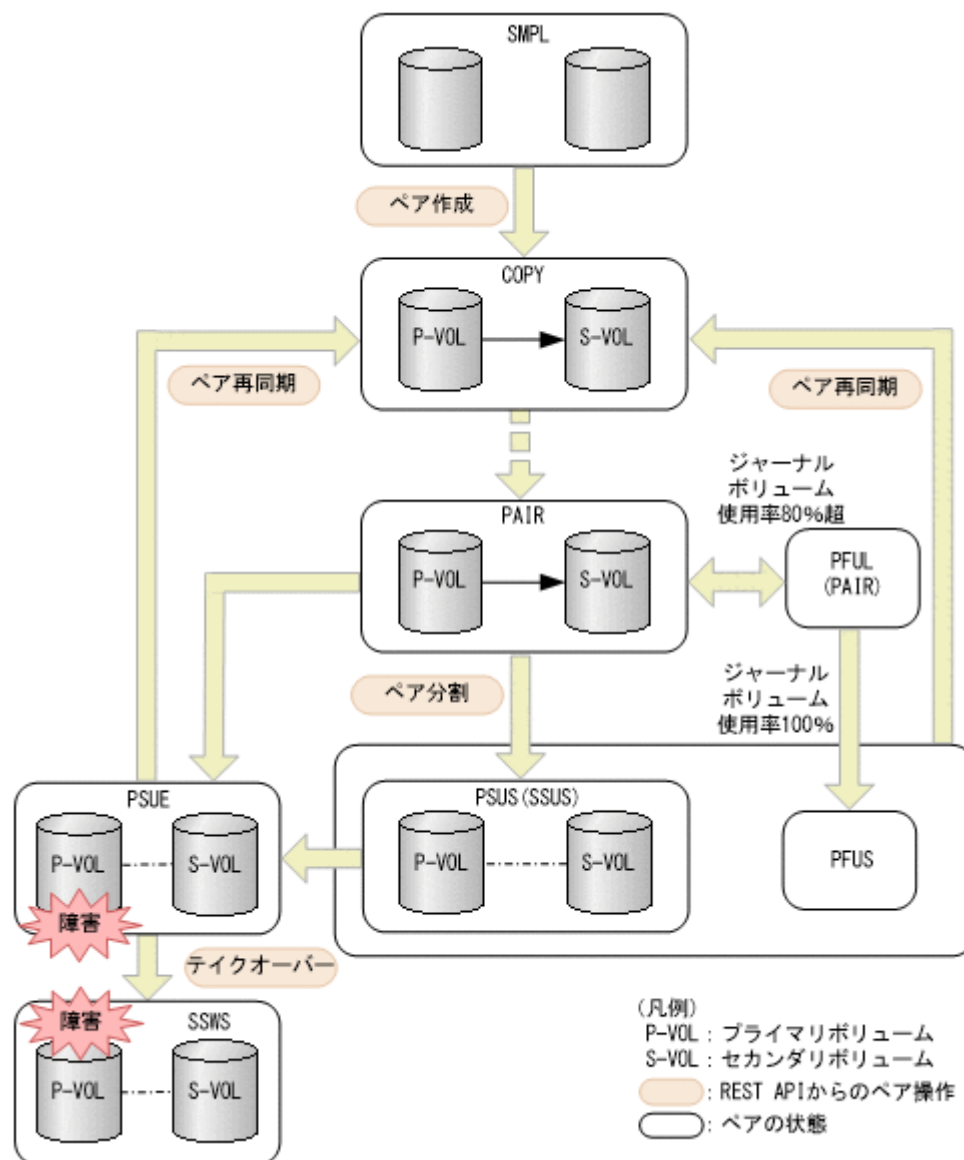 SMPL
ペア作成
COPY
P-VOL
S-VOL
ペア再同期
ペア再同期
PAIR
P-VOL
S-VOL
ジャーナル
ボリューム
使用率80%超
PFUL
(PAIR)
ペア分割
ジャーナル
ボリューム
使用率100%
PSUE
P-VOL
S-VOL
障害
PSUS(SSUS)
P-VOL
S-VOL
PFUS
テイクオーバー
障害
SSWS
P-VOL
S-VOL
(凡例)
P-VOL：プライマリボリューム
S-VOL：セカンダリボリューム
：REST APIからのペア操作
：ペアの状態